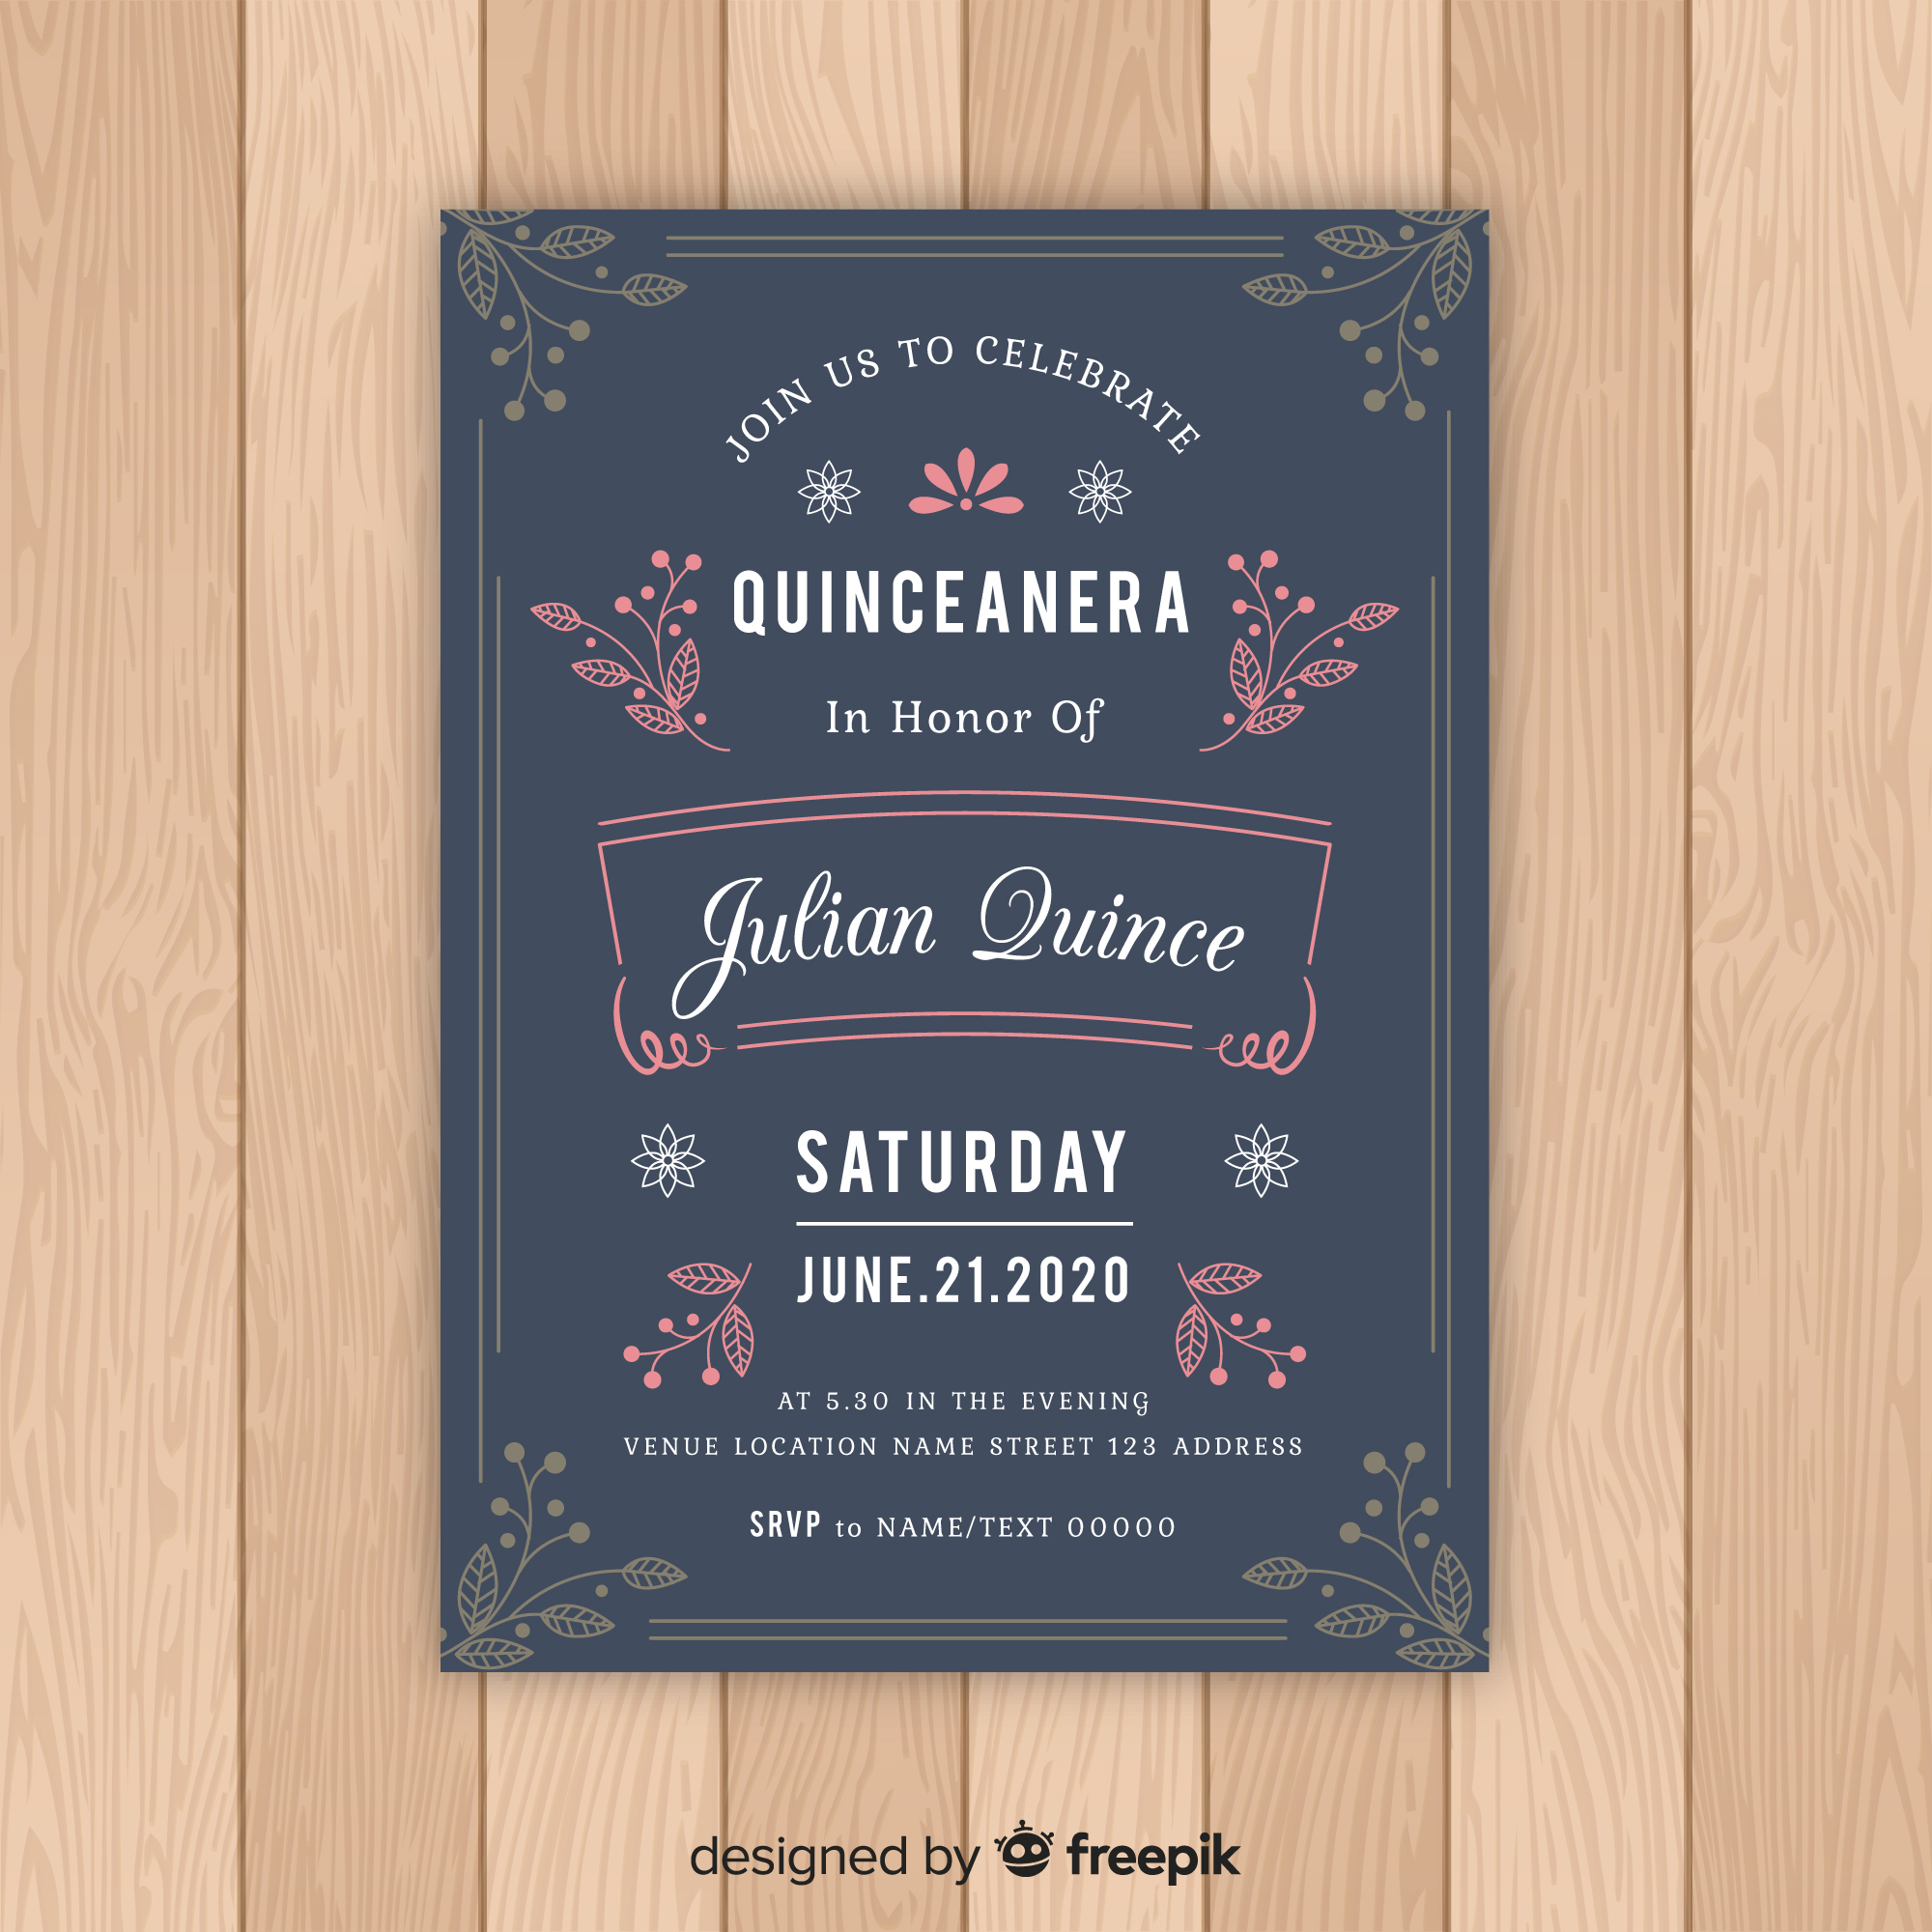 JOIN US TO CELEBRATE
QUINCEANERA
In Honor Of
Julian Quince
SATURDAY
JUNE.21.2020
AT 5.30 IN THE EVENING
VENUE LOCATION NAME STREET 123 ADDRESS
SRVP to NAME/TEXT 00000
designed by freepik